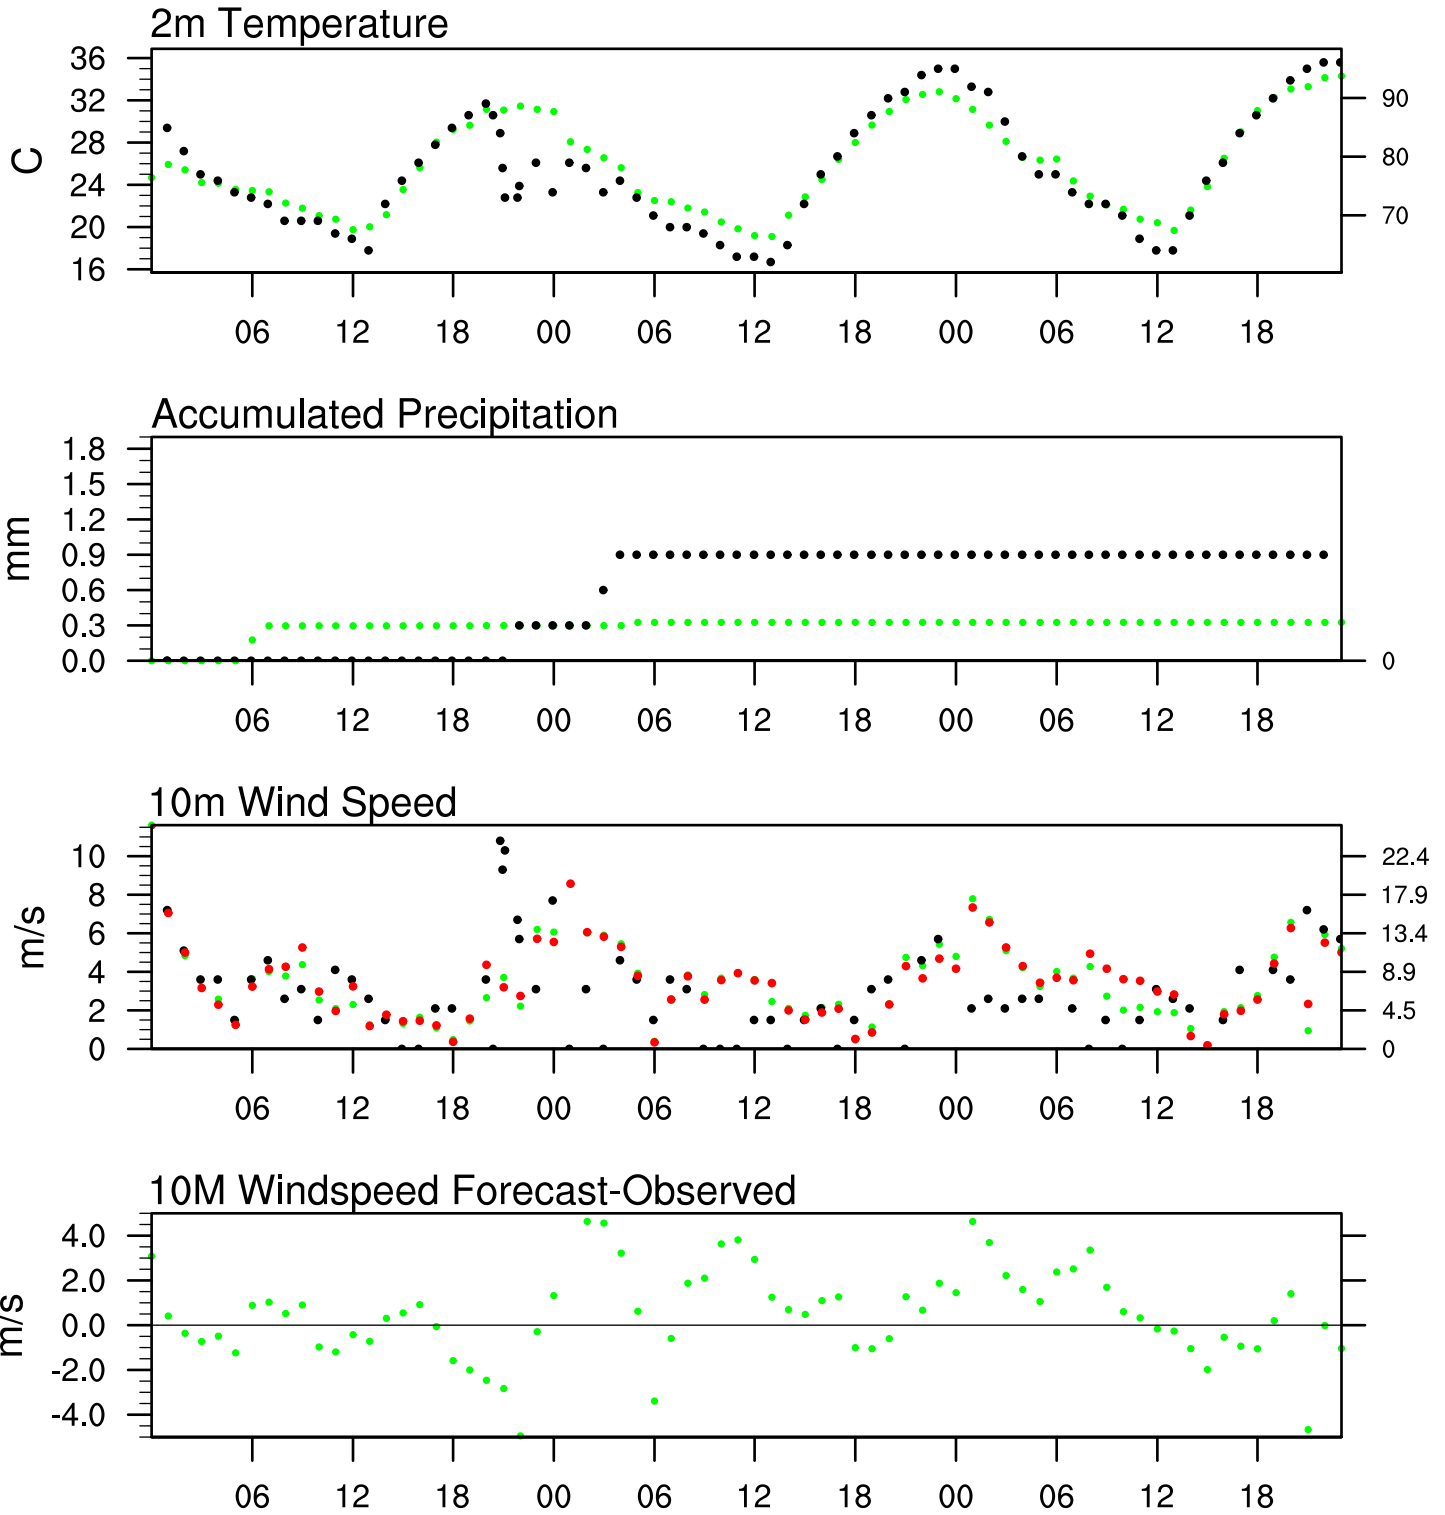 2m Temperature
36
32
28
24
20
16
C
90
80
70
06 12 18 00 06 12 18 00 06 12 18
Accumulated Precipitation
1.8
1.5
1.2
0.9
0.6
0.3
0.0
mm
0
06 12 18 00 06 12 18 00 06 12 18
10m Wind Speed
10
8
6
4
2
0
m/s
22.4
17.9
13.4
8.9
4.5
0
06 12 18 00 06 12 18 00 06 12 18
10M Windspeed Forecast-Observed
4.0
2.0
0.0
-2.0
-4.0
m/s
06 12 18 00 06 12 18 00 06 12 18